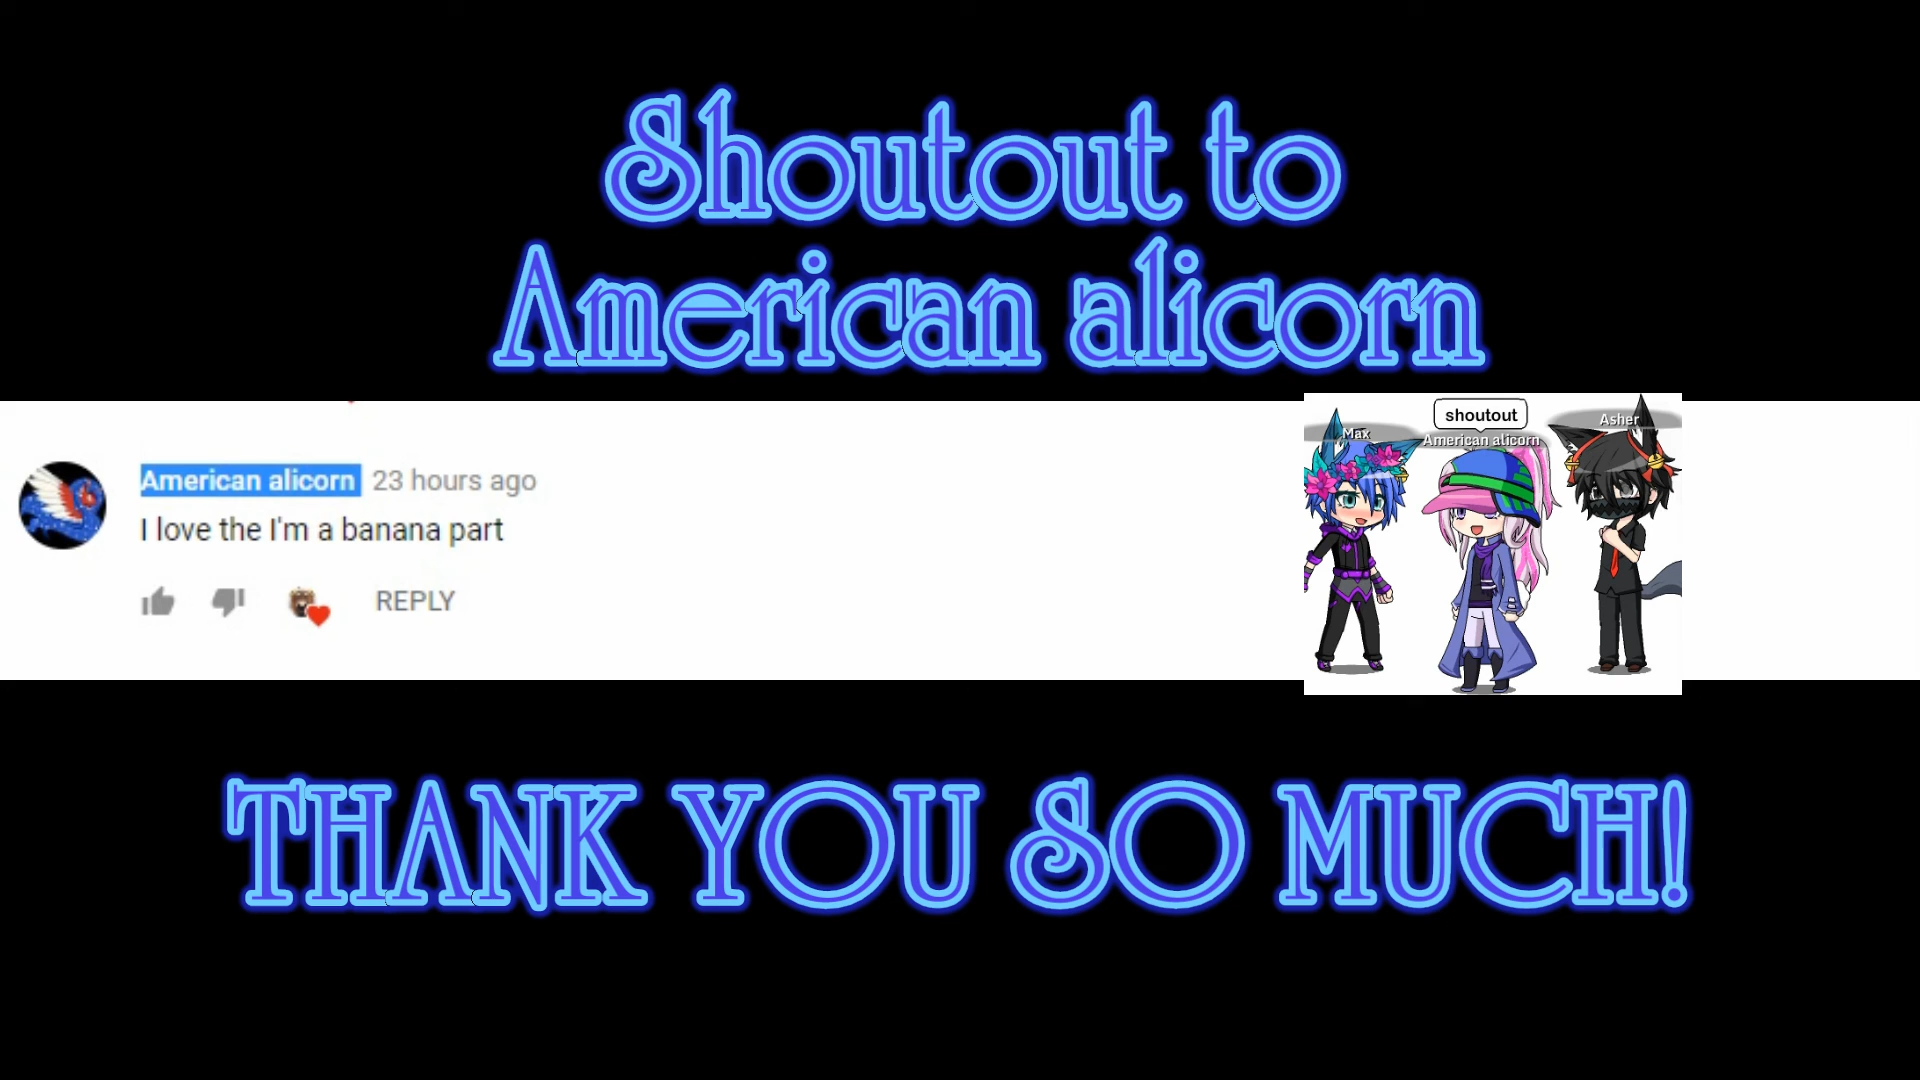 Shoutout to
American alicorn
American alicorn 23 hours ago
I love the I'm a banana part
REPLY
shoutout
Max
American alicorn
Asher
THANK YOU SO MUCH!